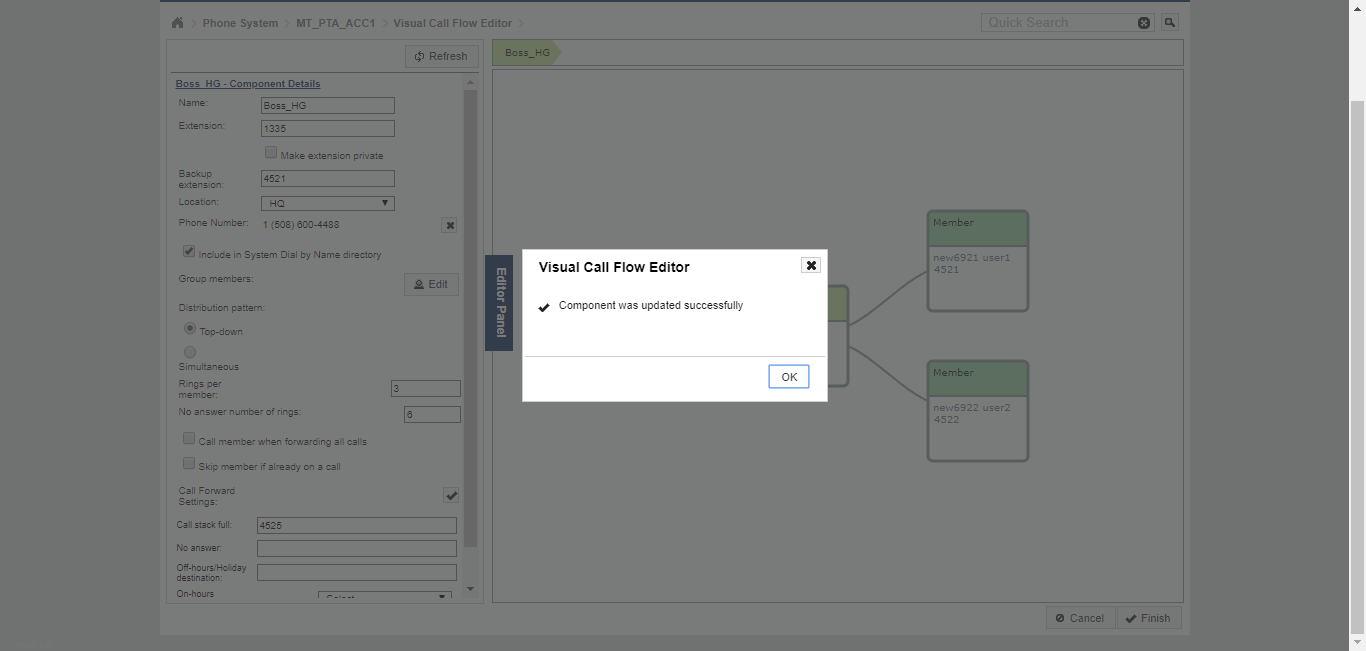 Phone System
MT_PTA_ACC1
Visual Call Flow Editor
Quick Search
Refresh
Boss_HG
Boss_HG - Component Details
Name:
Boss_HG
Extension:
1335
Make extension private
Backup
extension:
4521
Location:
HQ
Phone Number:
1 (508) 600-4488
Include in System Dial by Name directory
Group members:
Edit
Distribution pattern:
Top-down
Simultaneous
Rings per
member:
3
No answer number of rings:
6
Call member when forwarding all calls
Skip member if already on a call
Call Forward
Settings:
Call stack full:
4525
No answer:
Off-hours/Holiday
destination:
On-hours
Select
Editor Panel
Visual Call Flow Editor
Component was updated successfully
OK
Member
new6921 user1
4521
Member
new6922 user2
4522
Cancel
Finish